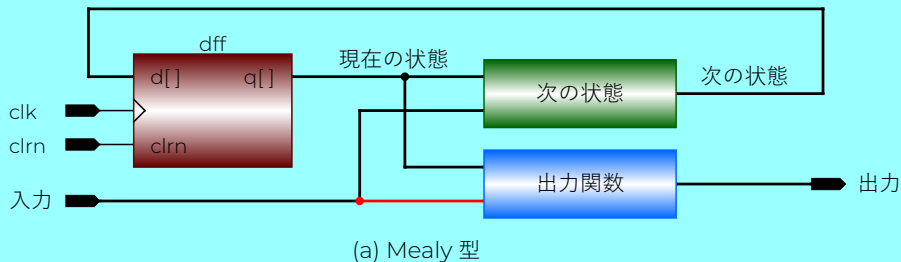 dff
d[]
q[]
clk
clrn
clrn
現在の状態
次の状態
次の状態
入力
出力関数
出力
(a) Mealy 型